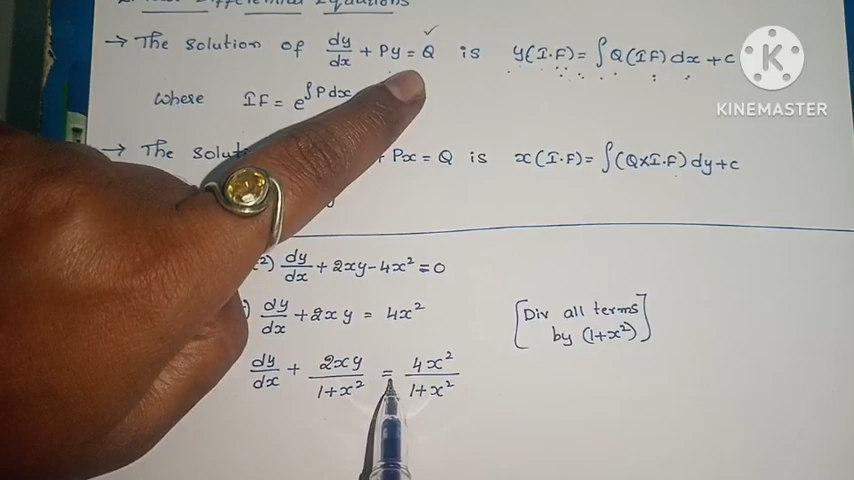 Differential Equations
→ The solution of dy/dx + Py = Q is y(I.F) = ∫Q(IF)dx + c
where IF = e^∫Pdx
→ The + Px = Q is x(I.F) = ∫(Q×I.F)dy+c
²) dy/dx + 2xy - 4x² = 0
) dy/dx + 2xy = 4x² [Div all terms by (1+x²)]
dy/dx + 2xy/1+x² = 4x²/1+x²
KINEMASTER